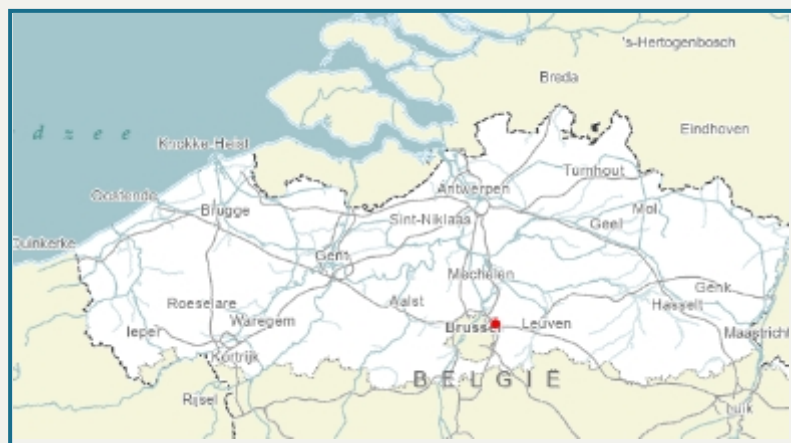 's-Hertogenbosch
Breda
d z e e
Eindhoven
Knokke-Heist
Turnhout
Oostende
Antwerpen
Brugge
Mol
Sint-Niklaas
Geel
Duinkerke
Gent
Mechelen
Genk
Roeselare
Aalst
Hasselt
Ieper
Waregem
Brussel
Leuven
Maastricht
Kortrijk
BELGIË
Rijsel
Luik